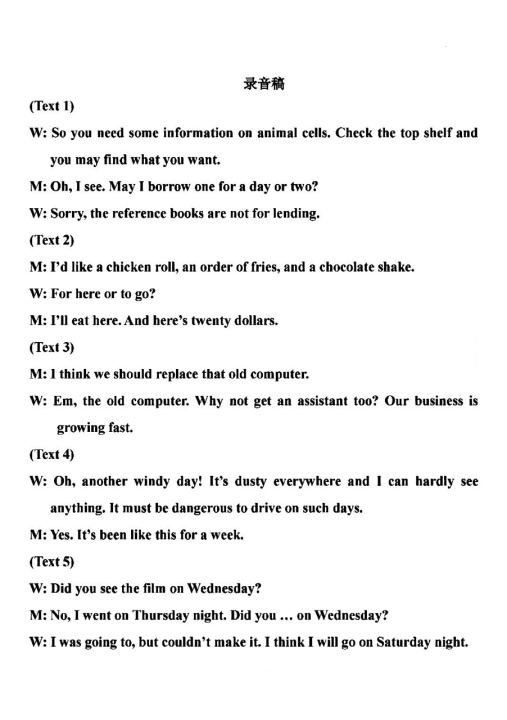 录音稿
(Text 1)
W: So you need some information on animal cells. Check the top shelf and
you may find what you want.
M: Oh, I see. May I borrow one for a day or two?
W: Sorry, the reference books are not for lending.
(Text 2)
M: I'd like a chicken roll, an order of fries, and a chocolate shake.
W: For here or to go?
M: I'll eat here. And here's twenty dollars.
(Text 3)
M: I think we should replace that old computer.
W: Em, the old computer. Why not get an assistant too? Our business is
growing fast.
(Text 4)
W: Oh, another windy day! It's dusty everywhere and I can hardly see
anything. It must be dangerous to drive on such days.
M: Yes. It's been like this for a week.
(Text 5)
W: Did you see the film on Wednesday?
M: No, I went on Thursday night. Did you … on Wednesday?
W: I was going to, but couldn't make it. I think I will go on Saturday night.